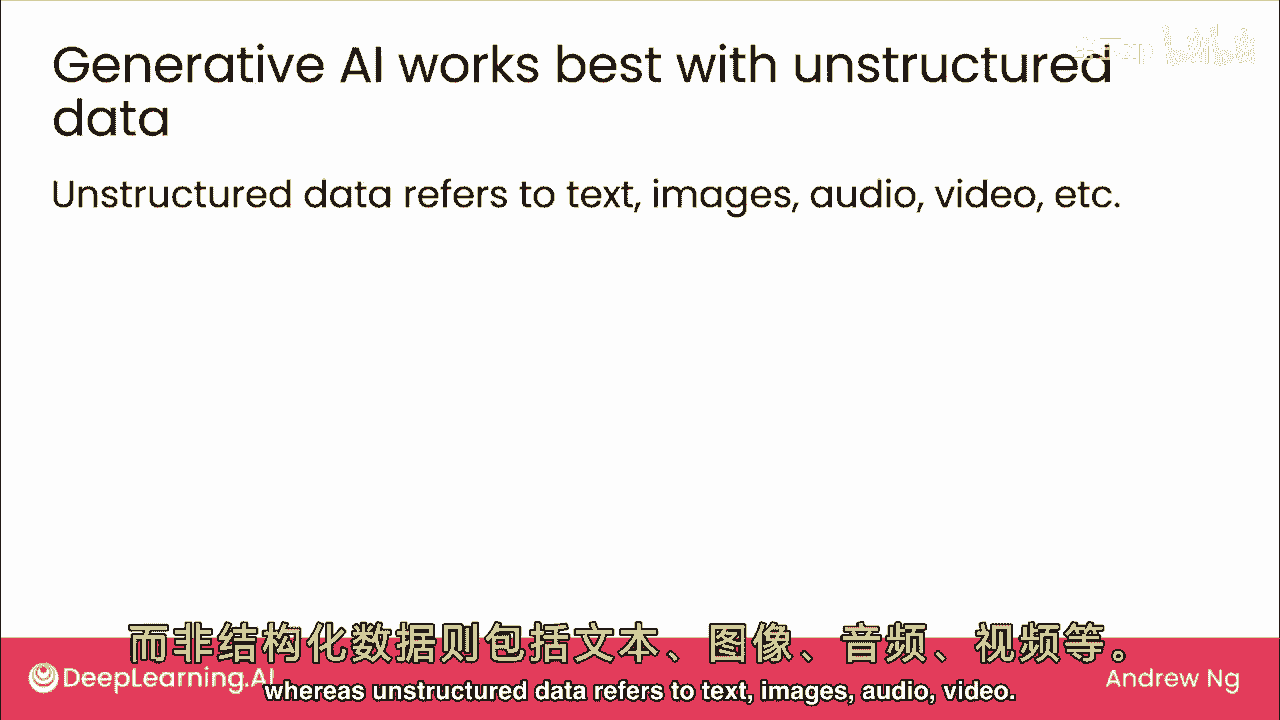 Generative AI works best with unstructured
data
Unstructured data refers to text, images, audio, video, etc.
而非结构化数据则包括文本、图像、音频、视频等。
DeepLearning.AI
whereas unstructured data refers to text, images, audio, video.
Andrew Ng